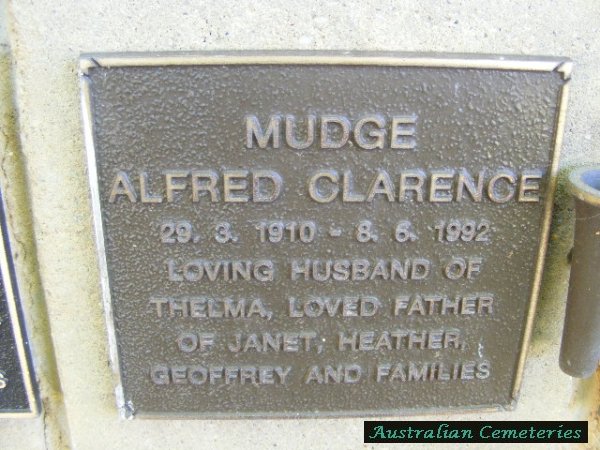 MUDGE
ALFRED CLARENCE
29. 3. 1910 - 8. 6. 1992
LOVING HUSBAND OF
THELMA, LOVED FATHER
OF JANET, HEATHER,
GEOFFREY AND FAMILIES
Australian Cemeteries